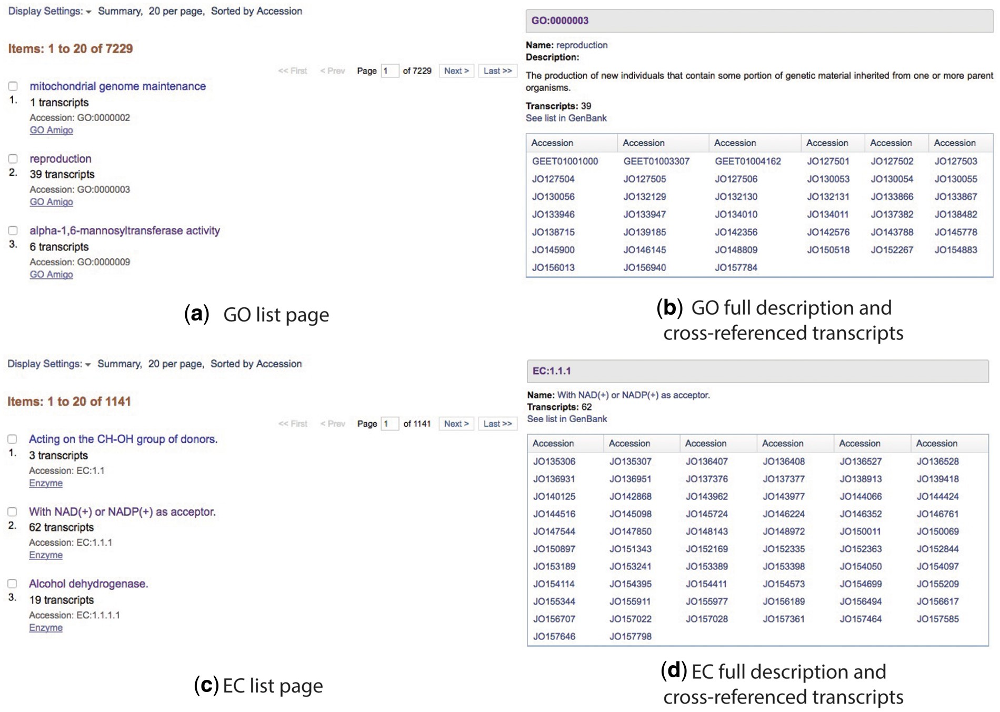 Display Settings: Summary, 20 per page, Sorted by Accession
Items: 1 to 20 of 7229
<< First < Prev Page 1 of 7229 Next > Last >>
mitochondrial genome maintenance
1. 1 transcripts
Accession: GO:0000002
GO Amigo
reproduction
2. 39 transcripts
Accession: GO:0000003
GO Amigo
alpha-1,6-mannosyltransferase activity
3. 6 transcripts
Accession: GO:0000009
GO Amigo
(a) GO list page
GO:0000003
Name: reproduction
Description:
The production of new individuals that contain some portion of genetic material inherited from one or more parent
organisms.
Transcripts: 39
See list in GenBank
Accession Accession Accession Accession Accession Accession
GEET01001000 GEET01003307 GEET01004162 JO127501 JO127502 JO127503
JO127504 JO127505 JO127506 JO130053 JO130054 JO130055
JO130056 JO132129 JO132130 JO132131 JO133866 JO133867
JO133946 JO133947 JO134010 JO134011 JO137382 JO138482
JO138715 JO139185 JO142356 JO142576 JO143788 JO145778
JO145900 JO146145 JO148809 JO150518 JO152267 JO154883
JO156013 JO156940 JO157784
(b) GO full description and
cross-referenced transcripts
Display Settings: Summary, 20 per page, Sorted by Accession
Items: 1 to 20 of 1141
<< First < Prev Page 1 of 1141 Next > Last >>
Acting on the CH-OH group of donors.
1. 3 transcripts
Accession: EC:1.1
Enzyme
With NAD(+) or NADP(+) as acceptor.
2. 62 transcripts
Accession: EC:1.1.1
Enzyme
Alcohol dehydrogenase.
3. 19 transcripts
Accession: EC:1.1.1.1
Enzyme
(c) EC list page
EC:1.1.1
Name: With NAD(+) or NADP(+) as acceptor.
Transcripts: 62
See list in GenBank
Accession Accession Accession Accession Accession Accession
JO135306 JO135307 JO136407 JO136408 JO136527 JO136528
JO136931 JO136951 JO137376 JO137377 JO138913 JO139418
JO140125 JO142868 JO143962 JO143977 JO144066 JO144424
JO144516 JO145098 JO145724 JO146224 JO146352 JO146761
JO147544 JO147850 JO148143 JO148972 JO150011 JO150069
JO150897 JO151343 JO152169 JO152335 JO152363 JO152844
JO153189 JO153241 JO153389 JO153398 JO154050 JO154097
JO154114 JO154395 JO154411 JO154573 JO154699 JO155209
JO155344 JO155911 JO155977 JO156189 JO156494 JO156617
JO156707 JO157022 JO157028 JO157361 JO157464 JO157585
JO157646 JO157798
(d) EC full description and
cross-referenced transcripts